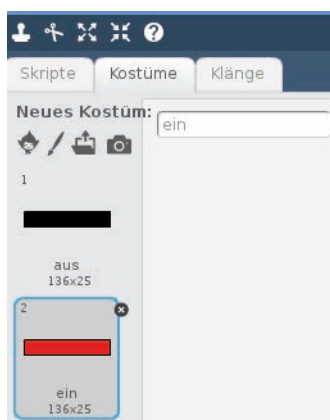 Skripte Kostüme Klänge
Neues Kostüm: ein
1
aus
136x25
2
ein
136x25